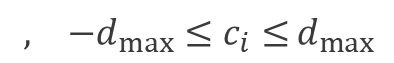 , −d_max ≤ c_i ≤ d_max